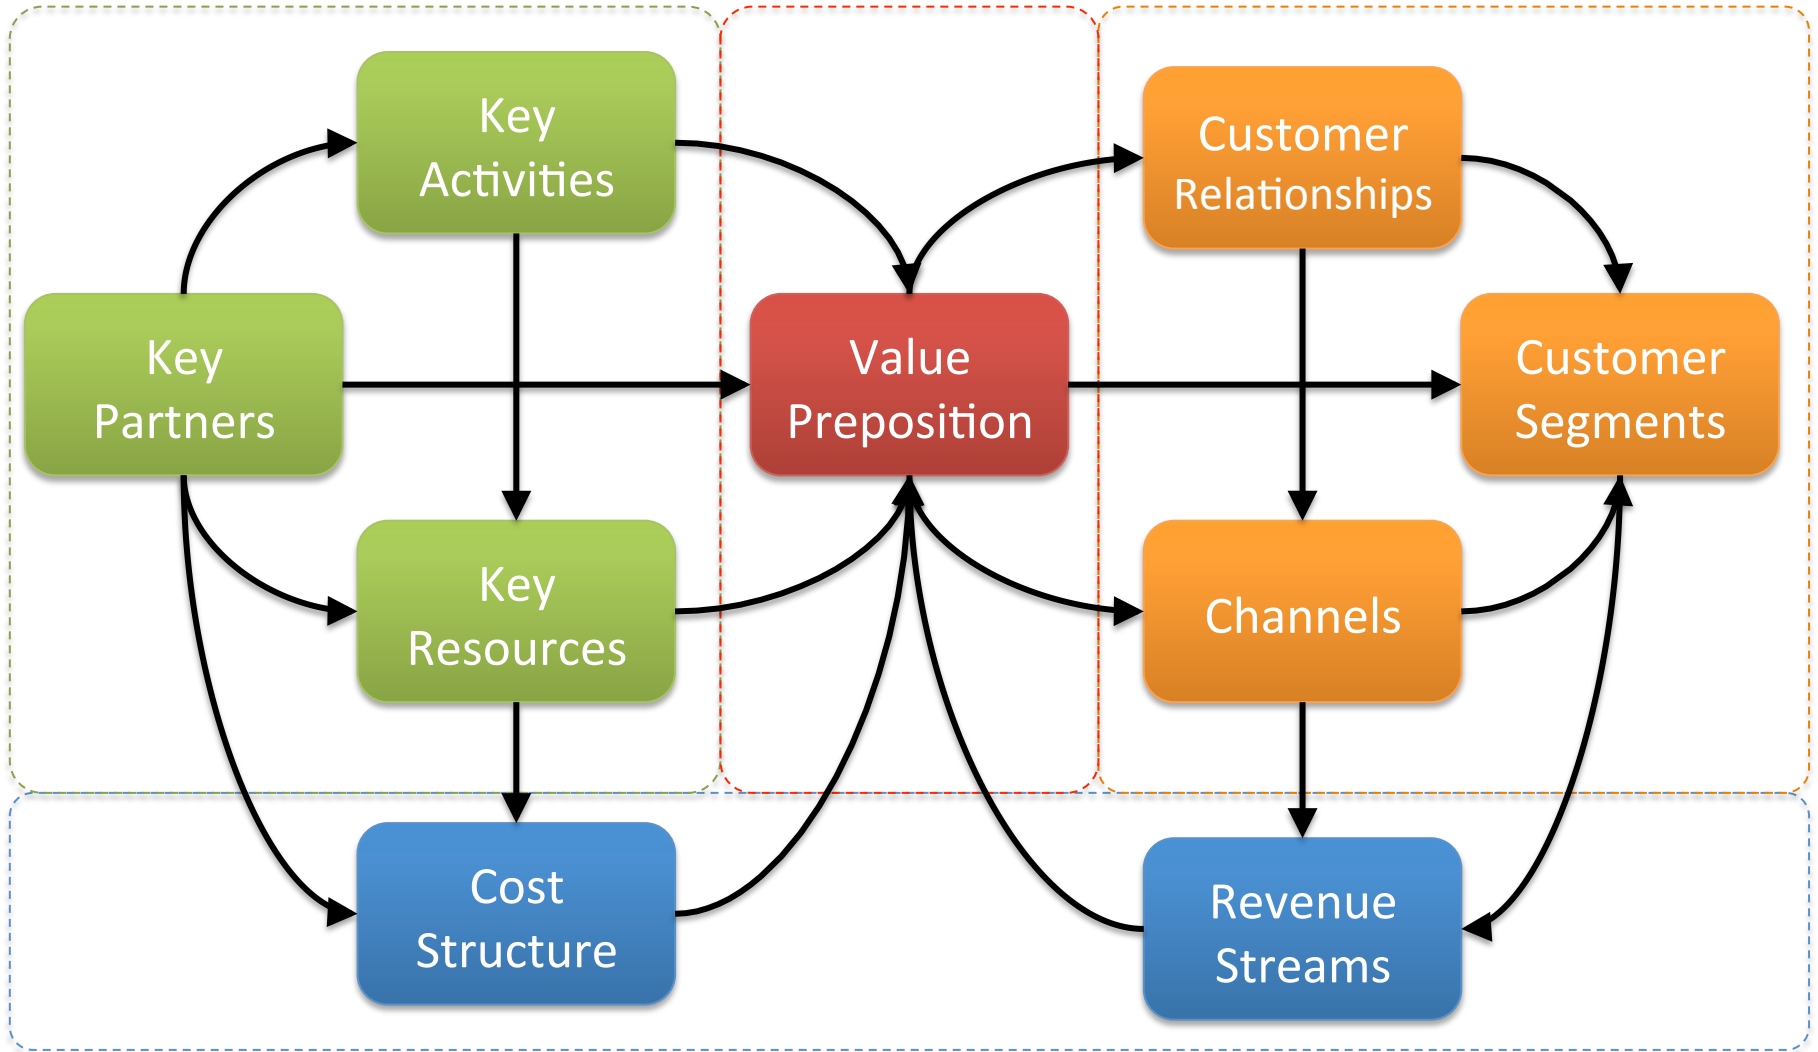 Key
Activities
Customer
Relationships
Key
Partners
Value
Preposition
Customer
Segments
Key
Resources
Channels
Cost
Structure
Revenue
Streams